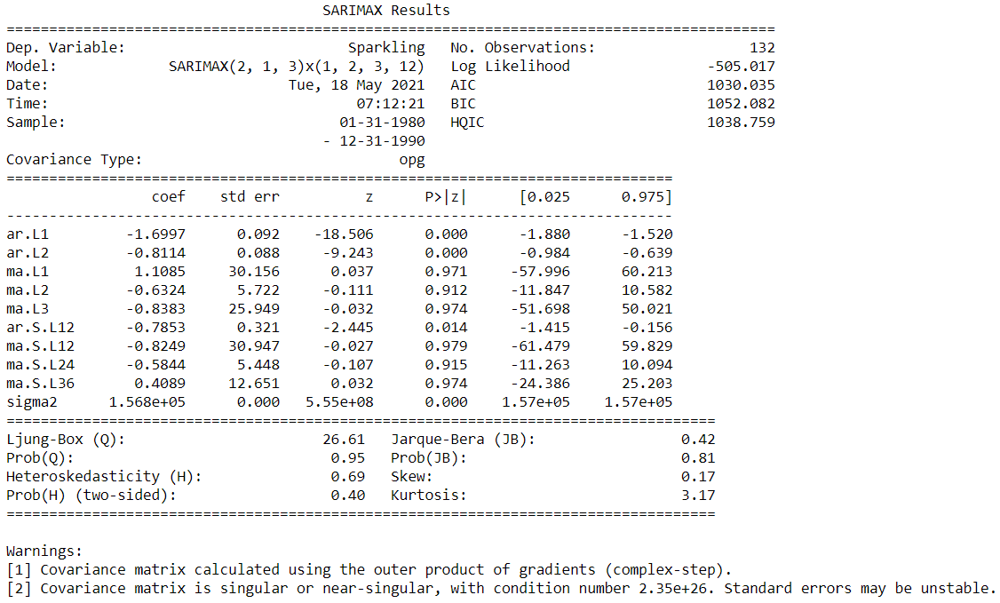 SARIMAX Results
==========================================================================================
Dep. Variable: Sparkling No. Observations: 132
Model: SARIMAX(2, 1, 3)x(1, 2, 3, 12) Log Likelihood -505.017
Date: Tue, 18 May 2021 AIC 1030.035
Time: 07:12:21 BIC 1052.082
Sample: 01-31-1980 HQIC 1038.759
- 12-31-1990
Covariance Type: opg
==============================================================================
coef std err z P>|z| [0.025 0.975]
------------------------------------------------------------------------------
ar.L1 -1.6997 0.092 -18.506 0.000 -1.880 -1.520
ar.L2 -0.8114 0.088 -9.243 0.000 -0.984 -0.639
ma.L1 1.1085 30.156 0.037 0.971 -57.996 60.213
ma.L2 -0.6324 5.722 -0.111 0.912 -11.847 10.582
ma.L3 -0.8383 25.949 -0.032 0.974 -51.698 50.021
ar.S.L12 -0.7853 0.321 -2.445 0.014 -1.415 -0.156
ma.S.L12 -0.8249 30.947 -0.027 0.979 -61.479 59.829
ma.S.L24 -0.5844 5.448 -0.107 0.915 -11.263 10.094
ma.S.L36 0.4089 12.651 0.032 0.974 -24.386 25.203
sigma2 1.568e+05 0.000 5.55e+08 0.000 1.57e+05 1.57e+05
===================================================================================
Ljung-Box (Q): 26.61 Jarque-Bera (JB): 0.42
Prob(Q): 0.95 Prob(JB): 0.81
Heteroskedasticity (H): 0.69 Skew: 0.17
Prob(H) (two-sided): 0.40 Kurtosis: 3.17
===================================================================================
Warnings:
[1] Covariance matrix calculated using the outer product of gradients (complex-step).
[2] Covariance matrix is singular or near-singular, with condition number 2.35e+26. Standard errors may be unstable.